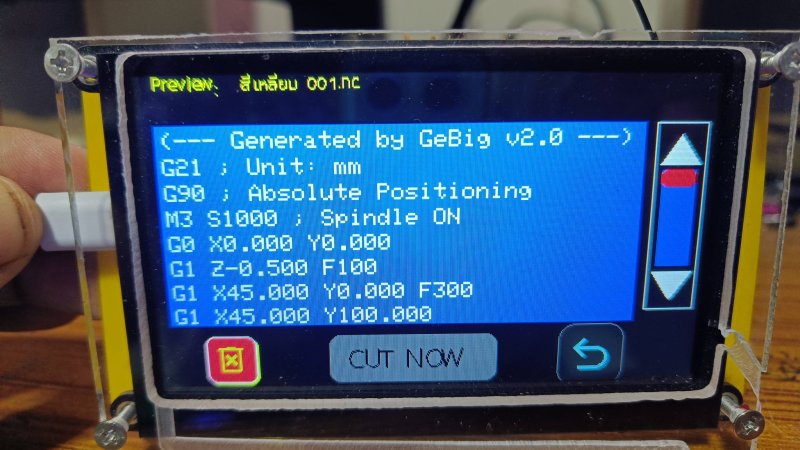 Preview. สี่เหลี่ยม 001.nc
(--- Generated by GeBig v2.0 ---)
G21 ; Unit: mm
G90 ; Absolute Positioning
M3 S1000 ; Spindle ON
G0 X0.000 Y0.000
G1 Z-0.500 F100
G1 X45.000 Y0.000 F300
G1 X45.000 Y100.000
CUT NOW